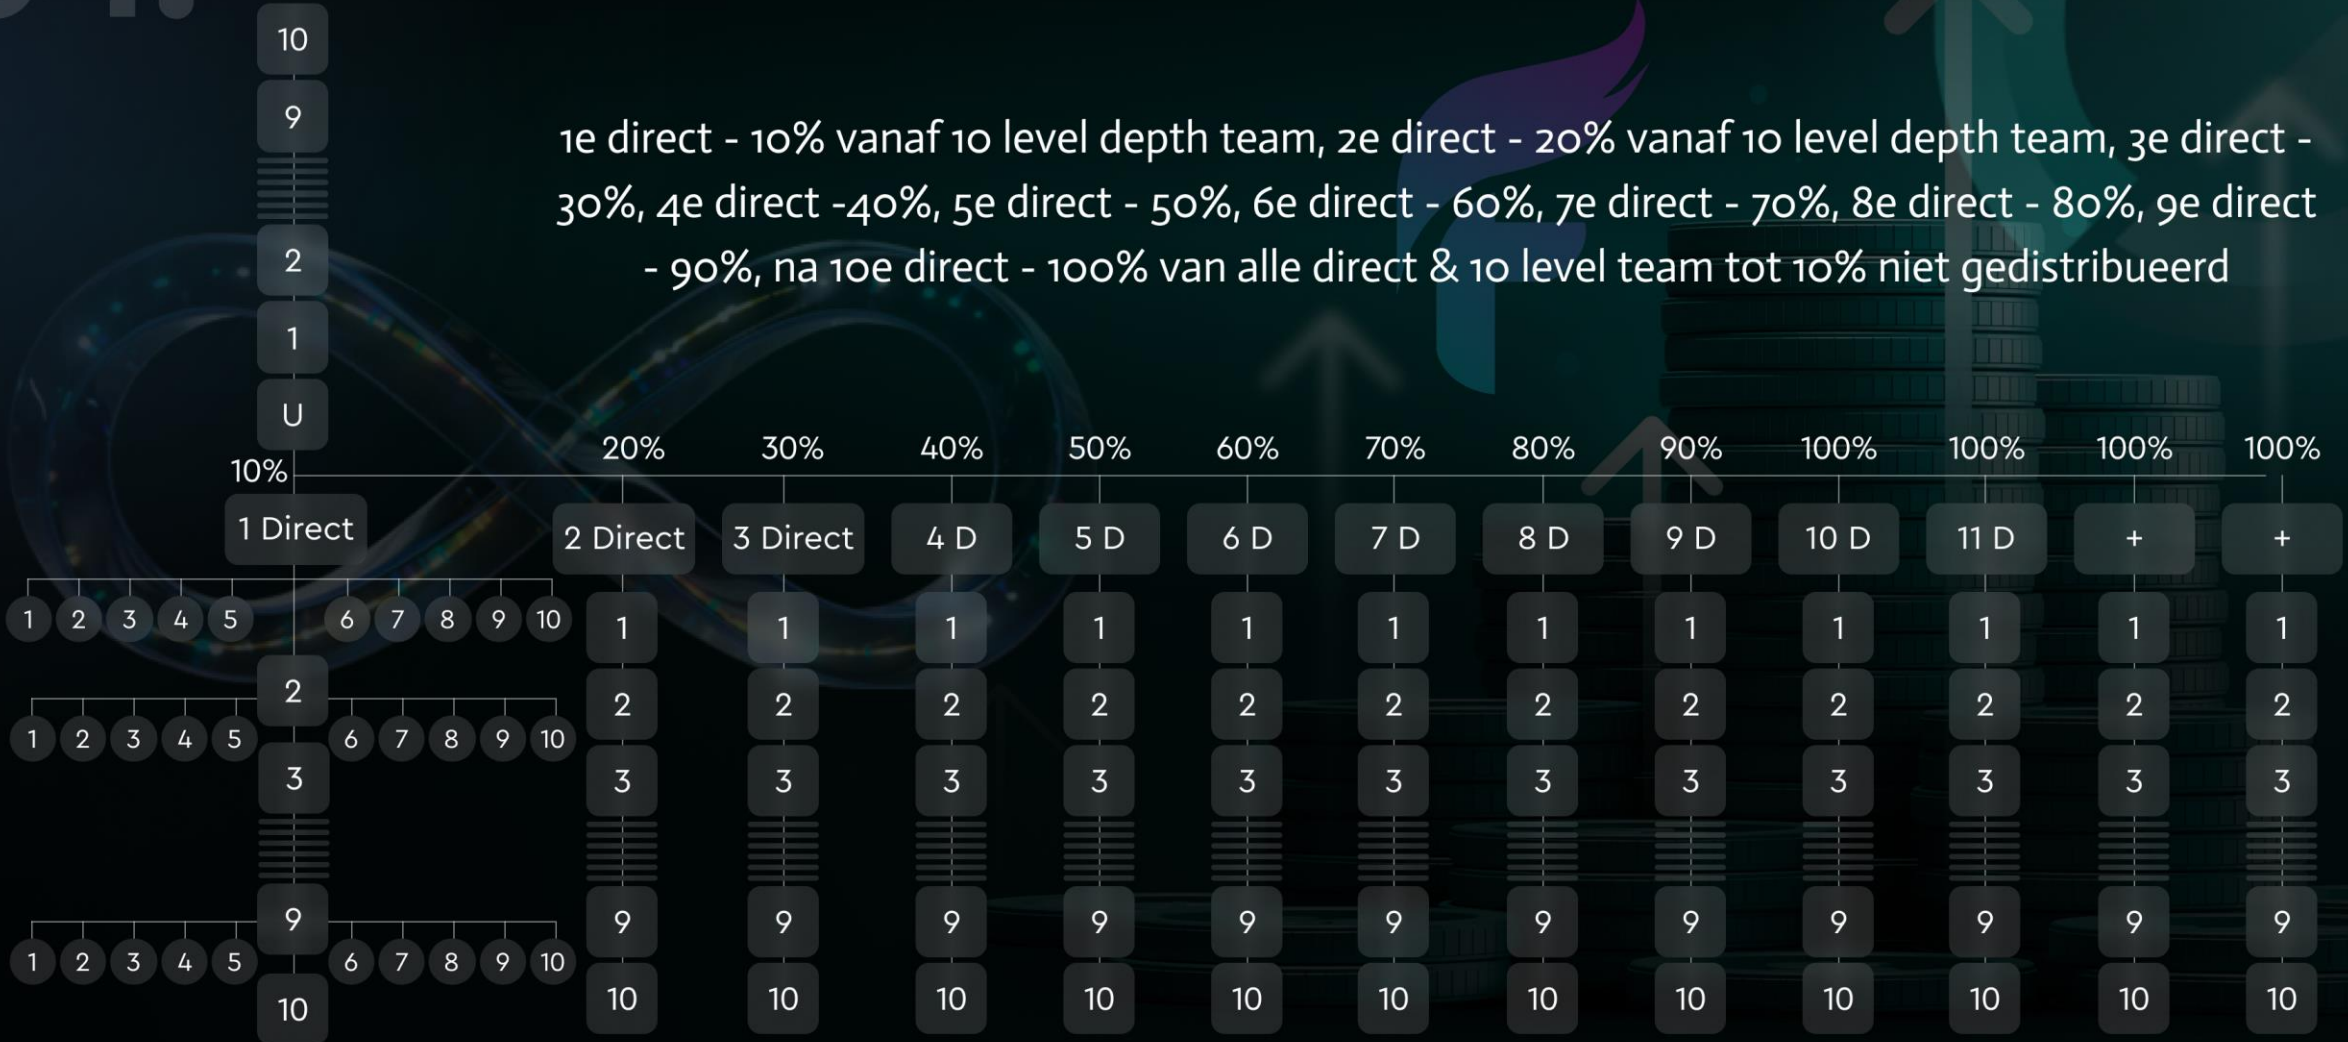 10
9
2
1
U
1e direct - 10% vanaf 10 level depth team, 2e direct - 20% vanaf 10 level depth team, 3e direct -
30%, 4e direct -40%, 5e direct - 50%, 6e direct - 60%, 7e direct - 70%, 8e direct - 80%, 9e direct
- 90%, na 10e direct - 100% van alle direct & 10 level team tot 10% niet gedistribueerd
10% 20% 30% 40% 50% 60% 70% 80% 90% 100% 100% 100% 100%
1 Direct 2 Direct 3 Direct 4 D 5 D 6 D 7 D 8 D 9 D 10 D 11 D + +
1 2 3 4 5 6 7 8 9 10 1 1 1 1 1 1 1 1 1 1 1 1
2 2 2 2 2 2 2 2 2 2 2 2 2
1 2 3 4 5 6 7 8 9 10
3 3 3 3 3 3 3 3 3 3 3 3 3
9 9 9 9 9 9 9 9 9 9 9 9 9
1 2 3 4 5 6 7 8 9 10
10 10 10 10 10 10 10 10 10 10 10 10 10